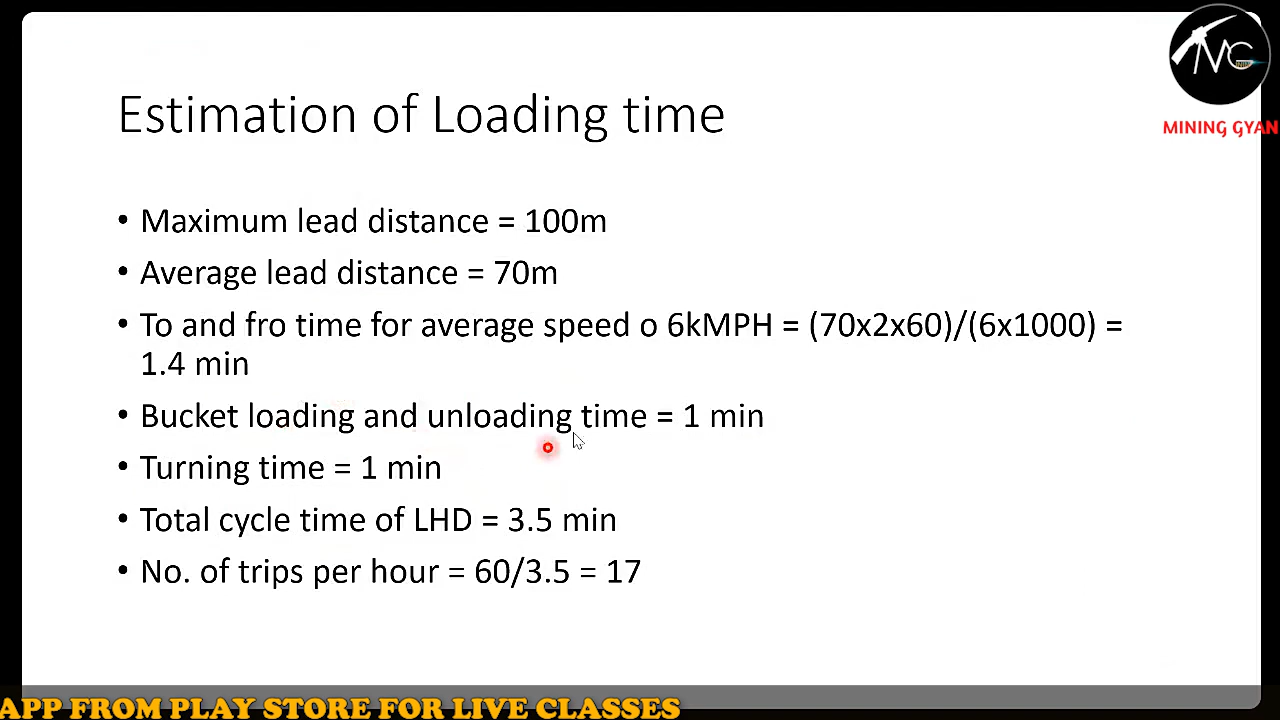 MG
MINING GYAN
Estimation of Loading time
• Maximum lead distance = 100m
• Average lead distance = 70m
• To and fro time for average speed o 6kMPH = (70x2x60)/(6x1000) =
1.4 min
• Bucket loading and unloading time = 1 min
• Turning time = 1 min
• Total cycle time of LHD = 3.5 min
• No. of trips per hour = 60/3.5 = 17
APP FROM PLAY STORE FOR LIVE CLASSES